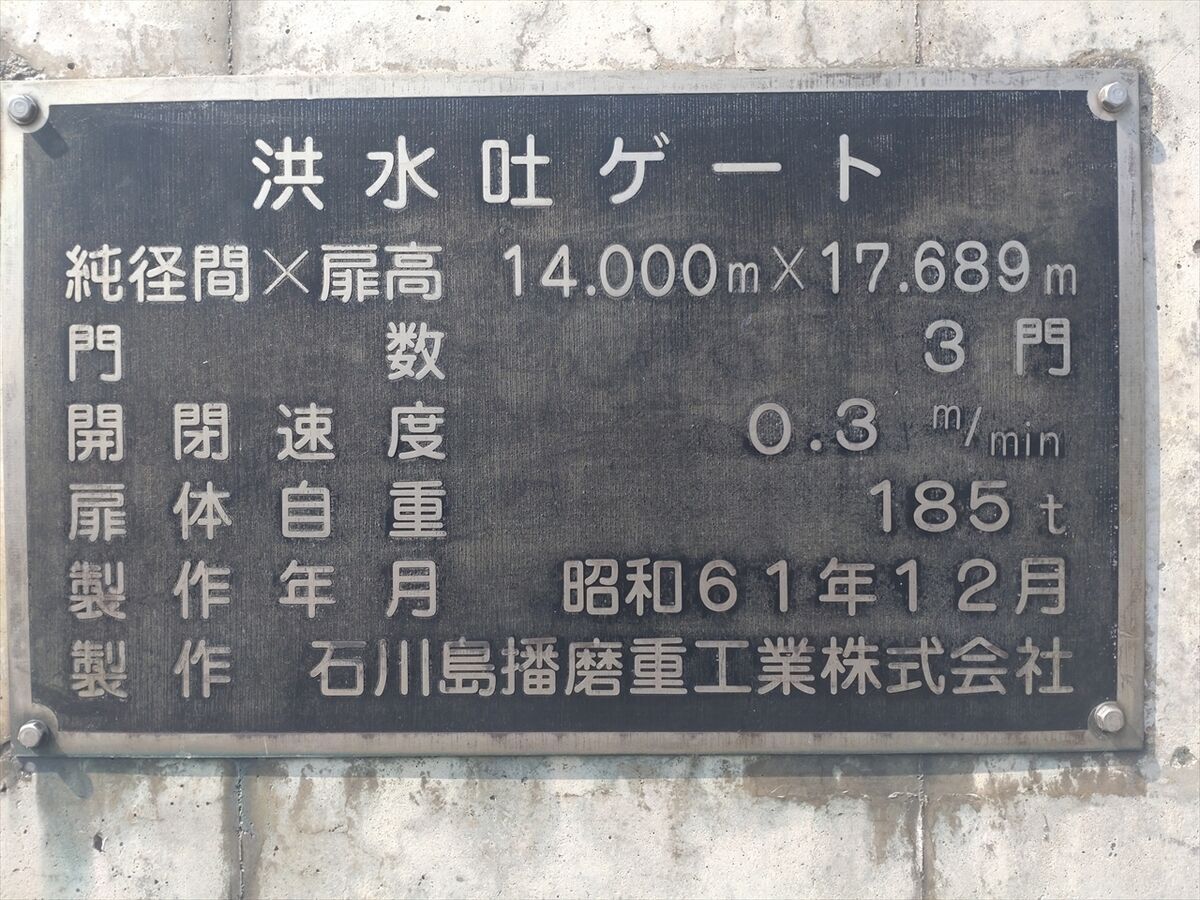 洪水吐ゲート
純径間×扉高 14.000m×17.689m
門数 3門
開閉速度 0.3 m/min
扉体自重 185t
製作年月 昭和61年12月
製作 石川島播磨重工業株式会社